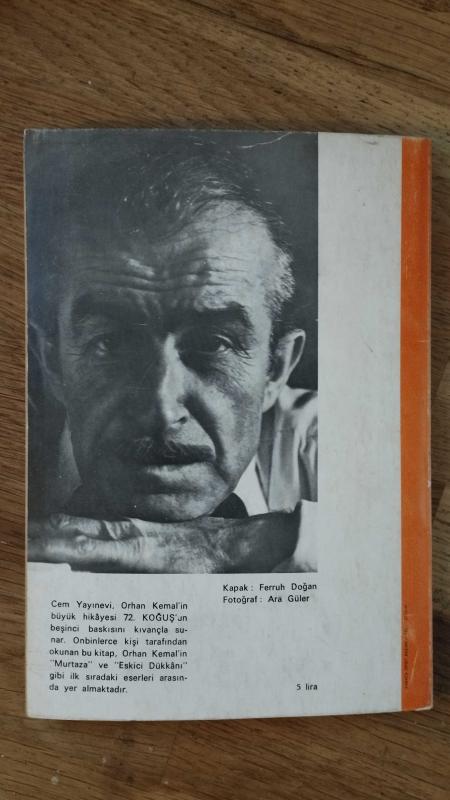 Kapak : Ferruh Doğan
Fotoğraf : Ara Güler
Cem Yayınevi, Orhan Kemal'in
büyük hikâyesi 72. KOĞUŞ'un
beşinci baskısını kıvançla su-
nar. Onbinlerce kişi tarafından
okunan bu kitap, Orhan Kemal'in
"Murtaza" ve "Eskici Dükkânı"
gibi ilk sıradaki eserleri arasın-
da yer almaktadır.
5 lira